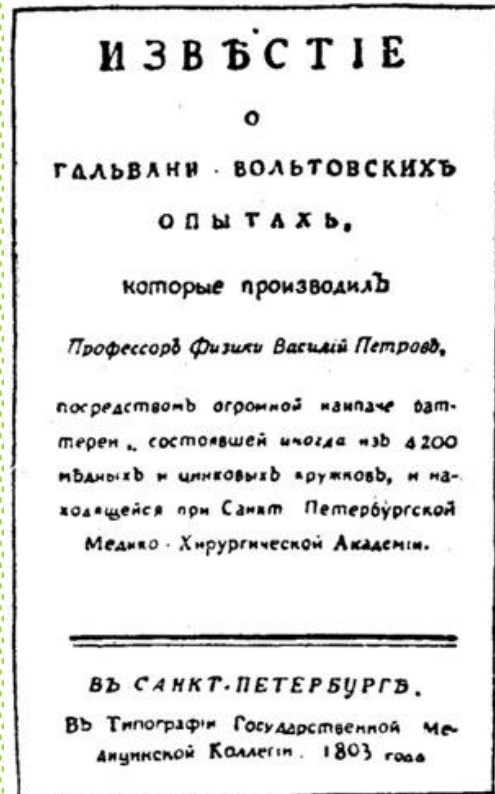 ИЗВѢСТІЕ
О
ГАЛЬВАНИ - ВОЛЬТОВСКИХЪ
ОПЫТАХЪ,
которые производилЪ
ПрофессорЪ Физики Василій ПетровЪ,
посредствомЪ огромной наипаче бат-
тереи, состоявшей иногда изЪ 4200
мѣдныхЪ и цинковыхЪ кружковЪ, и на-
ходящейся при Санкт Петербургской
Медико - Хирургической Академіи.
ВЪ САНКТ-ПЕТЕРБУРГѢ.
ВЪ Типографіи Государственной Ме-
дицинской Коллегіи. 1803 года